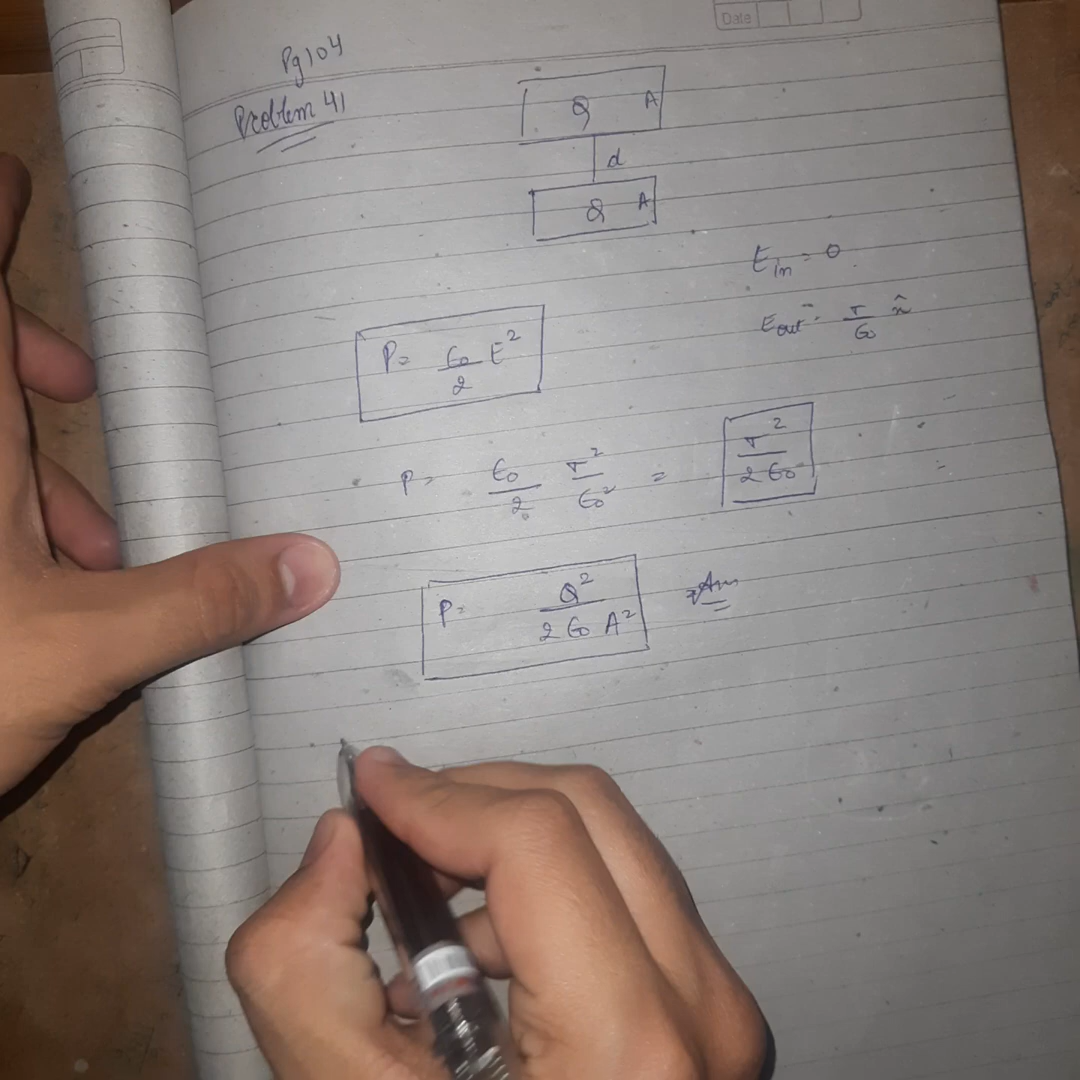 Date
Pg 104
Problem 41
Q A
d
Q A
E_in = 0
E_out = σ/ϵ₀ n̂
P = ϵ₀/2 E²
P = ϵ₀/2 σ²/ϵ₀² = σ²/2ϵ₀
P = Q²/2ϵ₀A² Ans